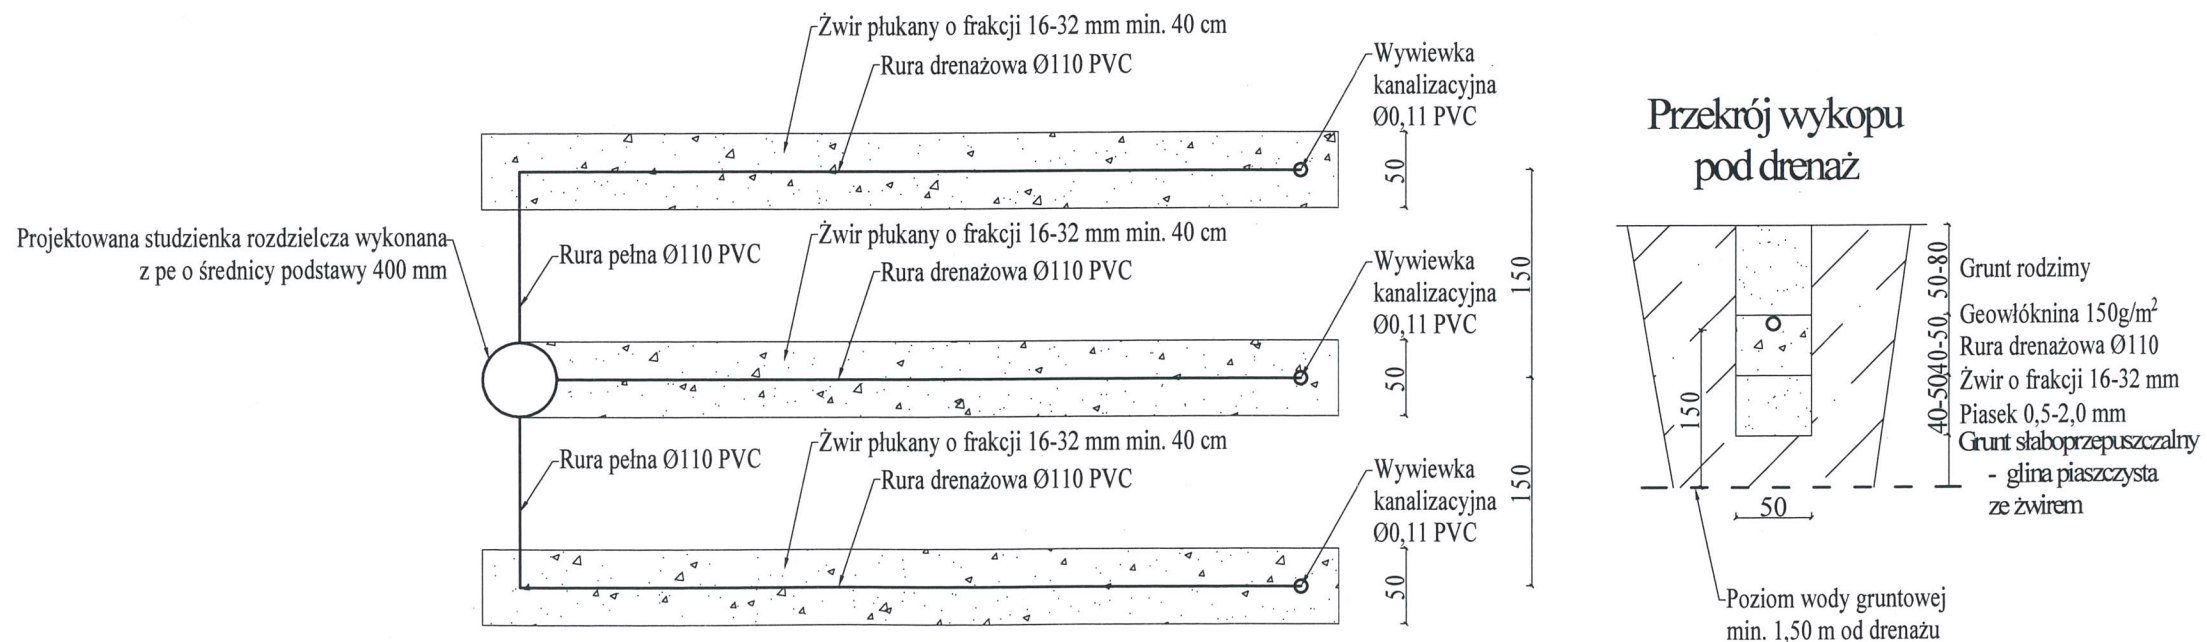 Żwir płukany o frakcji 16-32 mm min. 40 cm
Rura drenażowa Ø110 PVC
Wywiewka
kanalizacyjna
Ø0,11 PVC
50
Projektowana studzienka rozdzielcza wykonana
z pe o średnicy podstawy 400 mm
Rura pełna Ø110 PVC
Żwir płukany o frakcji 16-32 mm min. 40 cm
Rura drenażowa Ø110 PVC
Wywiewka
kanalizacyjna
Ø0,11 PVC
50
150
Rura pełna Ø110 PVC
Żwir płukany o frakcji 16-32 mm min. 40 cm
Rura drenażowa Ø110 PVC
Wywiewka
kanalizacyjna
Ø0,11 PVC
50
150
Przekrój wykopu
pod drenaż
50-80
40-50
40-50
150
50
Grunt rodzimy
Geowłóknina 150g/m²
Rura drenażowa Ø110
Żwir o frakcji 16-32 mm
Piasek 0,5-2,0 mm
Grunt słaboprzepuszczalny
- glina piaszczysta
ze żwirem
Poziom wody gruntowej
min. 1,50 m od drenażu